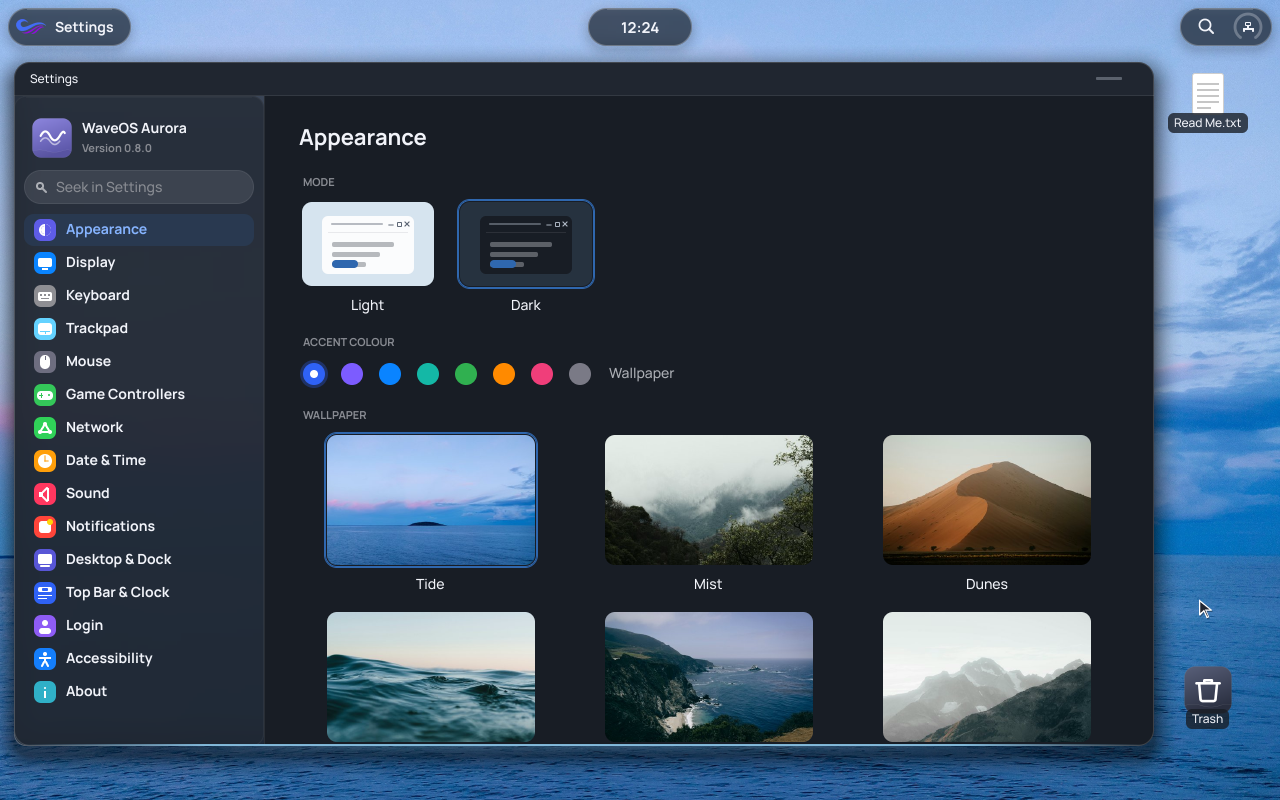 Settings
12:24
Settings
Read Me.txt
WaveOS Aurora
Version 0.8.0
Seek in Settings
Appearance
Display
Keyboard
Trackpad
Mouse
Game Controllers
Network
Date & Time
Sound
Notifications
Desktop & Dock
Top Bar & Clock
Login
Accessibility
About
Appearance
MODE
Light
Dark
ACCENT COLOUR
Wallpaper
WALLPAPER
Tide
Mist
Dunes
Trash